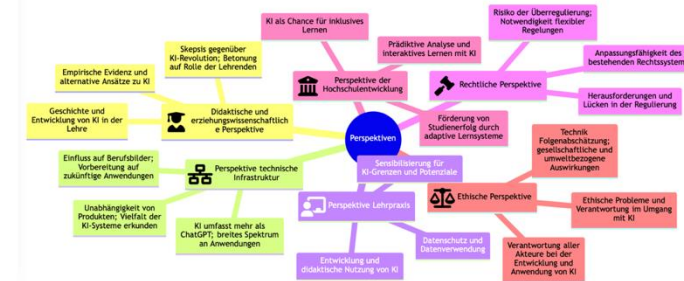 Perspektiven
Didaktische und
erziehungswissenschaftlich
e Perspektive
Skepsis gegenüber
KI-Revolution; Betonung
auf Rolle der Lehrenden
Empirische Evidenz und
alternative Ansätze zu KI
Geschichte und
Entwicklung von KI in der
Lehre
Perspektive technische
Infrastruktur
Einfluss auf Berufsbilder;
Vorbereitung auf
zukünftige Anwendungen
Unabhängigkeit von
Produkten; Vielfalt der
KI-Systeme erkunden
KI umfasst mehr als
ChatGPT; breites Spektrum
an Anwendungen
Perspektive Lehrpraxis
Sensibilisierung für
KI-Grenzen und Potenziale
Entwicklung und
didaktische Nutzung von KI
Datenschutz und
Datenverwendung
Perspektive der
Hochschulentwicklung
KI als Chance für inklusives
Lernen
Prädiktive Analyse und
interaktives Lernen mit KI
Förderung von
Studienerfolg durch
adaptive Lernsysteme
Rechtliche Perspektive
Risiko der Überregulierung;
Notwendigkeit flexibler
Regelungen
Anpassungsfähigkeit des
bestehenden Rechtssystem
Herausforderungen und
Lücken in der Regulierung
Ethische Perspektive
Technik
Folgenabschätzung;
gesellschaftliche und
umweltbezogene
Auswirkungen
Ethische Probleme und
Verantwortung im Umgang
mit KI
Verantwortung aller
Akteure bei der
Entwicklung und
Anwendung von KI